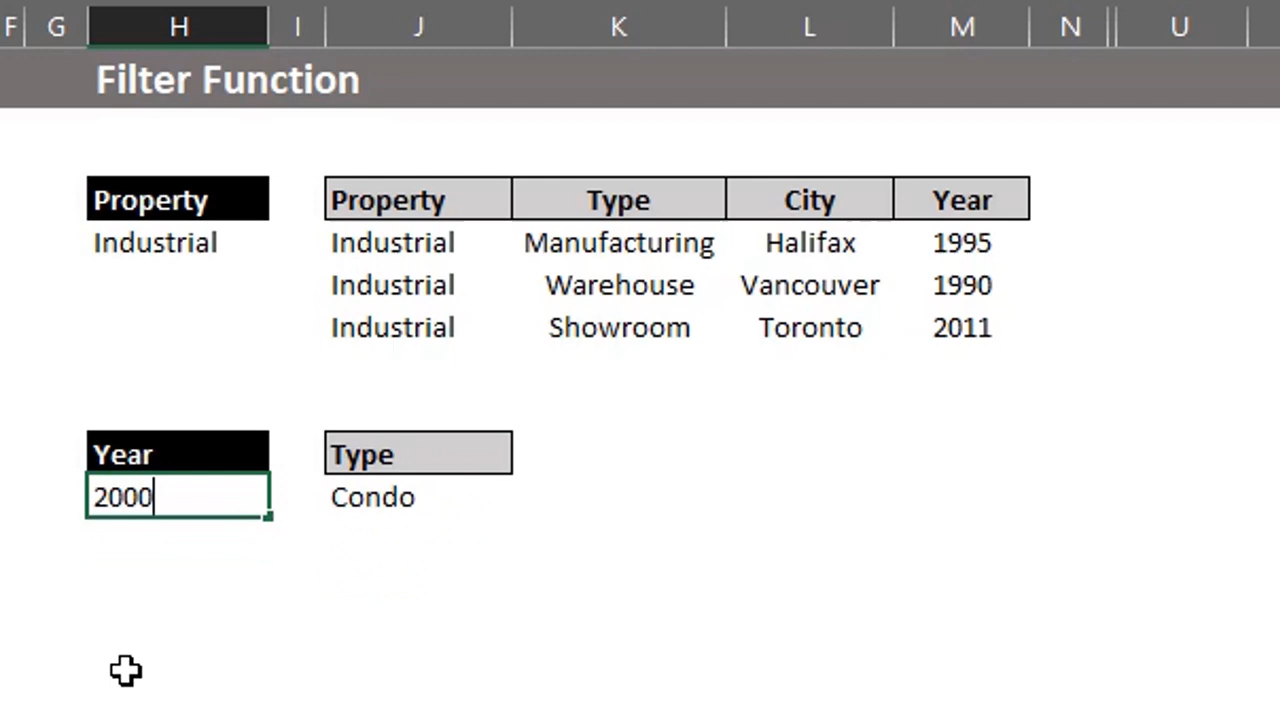 F G H I J K L M N U
Filter Function
Property Property Type City Year
Industrial Industrial Manufacturing Halifax 1995
Industrial Warehouse Vancouver 1990
Industrial Showroom Toronto 2011
Year Type
2000 Condo